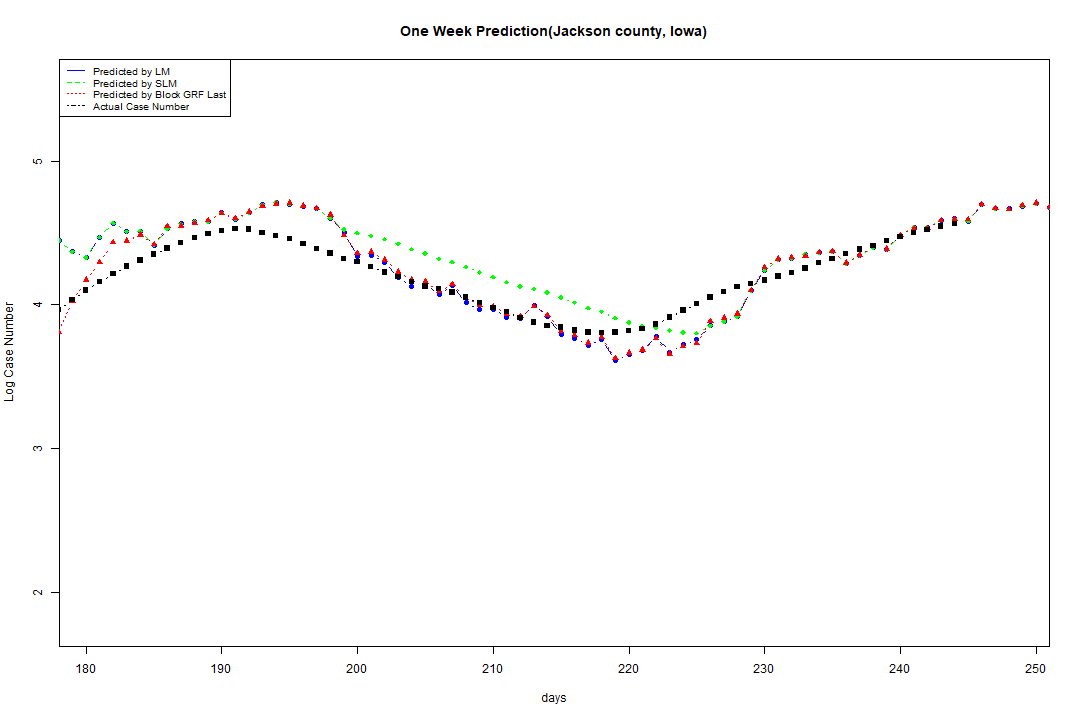 One Week Prediction(Jackson county, Iowa)
Predicted by LM
Predicted by SLM
Predicted by Block GRF Last
Actual Case Number
5
4
3
2
Log Case Number
180 190 200 210 220 230 240 250
days